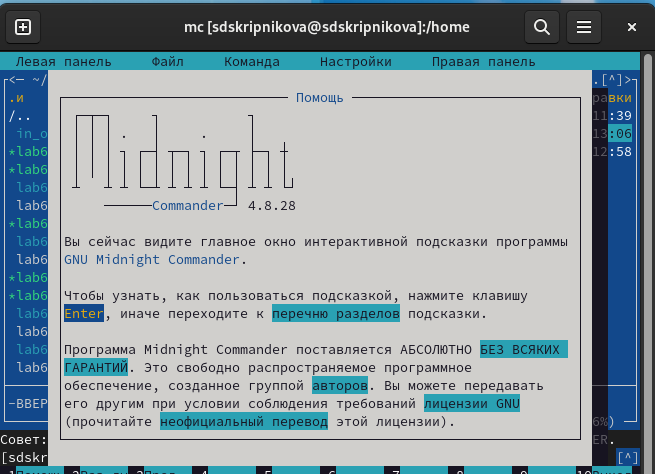 mc [sdskripnikova@sdskripnikova]:/home
Левая панель Файл Команда Настройки Правая панель
<─ ~/ .[^]>
Помощь
.и равки
/.. 11:39
in_o 13:06
*lab6 12:58
*lab6
lab6
lab6
*lab6
lab6
lab6
*lab6
*lab6
lab6
lab6
lab6
lab6
Midnight
Commander 4.8.28
Вы сейчас видите главное окно интерактивной подсказки программы
GNU Midnight Commander.
Чтобы узнать, как пользоваться подсказкой, нажмите клавишу
Enter, иначе переходите к перечню разделов подсказки.
Программа Midnight Commander поставляется АБСОЛЮТНО БЕЗ ВСЯКИХ
ГАРАНТИЙ. Это свободно распространяемое программное
обеспечение, созданное группой авторов. Вы можете передавать
его другим при условии соблюдения требований лицензии GNU
(прочитайте неофициальный перевод этой лицензии).
-ВВЕР 6%)
Совет: ER.
[sdskr [^]